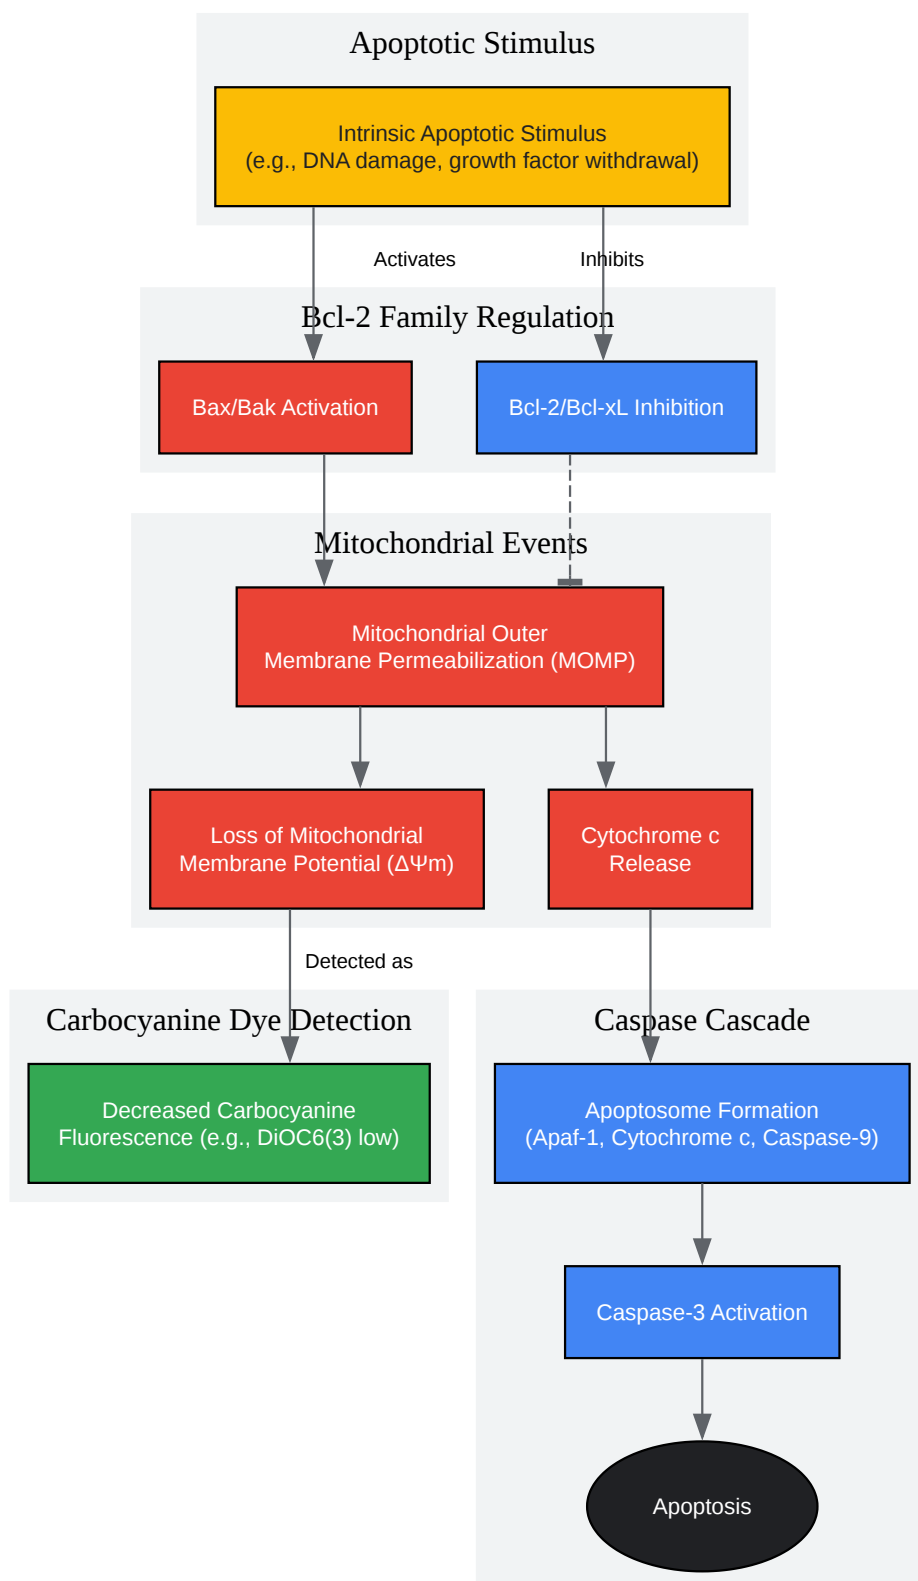 Apoptotic Stimulus
Intrinsic Apoptotic Stimulus
(e.g., DNA damage, growth factor withdrawal)
Activates
Inhibits
Bcl-2 Family Regulation
Bax/Bak Activation
Bcl-2/Bcl-xL Inhibition
Mitochondrial Events
Mitochondrial Outer
Membrane Permeabilization (MOMP)
Loss of Mitochondrial
Membrane Potential (ΔΨm)
Cytochrome c
Release
Detected as
Carbocyanine Dye Detection
Decreased Carbocyanine
Fluorescence (e.g., DiOC6(3) low)
Caspase Cascade
Apoptosome Formation
(Apaf-1, Cytochrome c, Caspase-9)
Caspase-3 Activation
Apoptosis